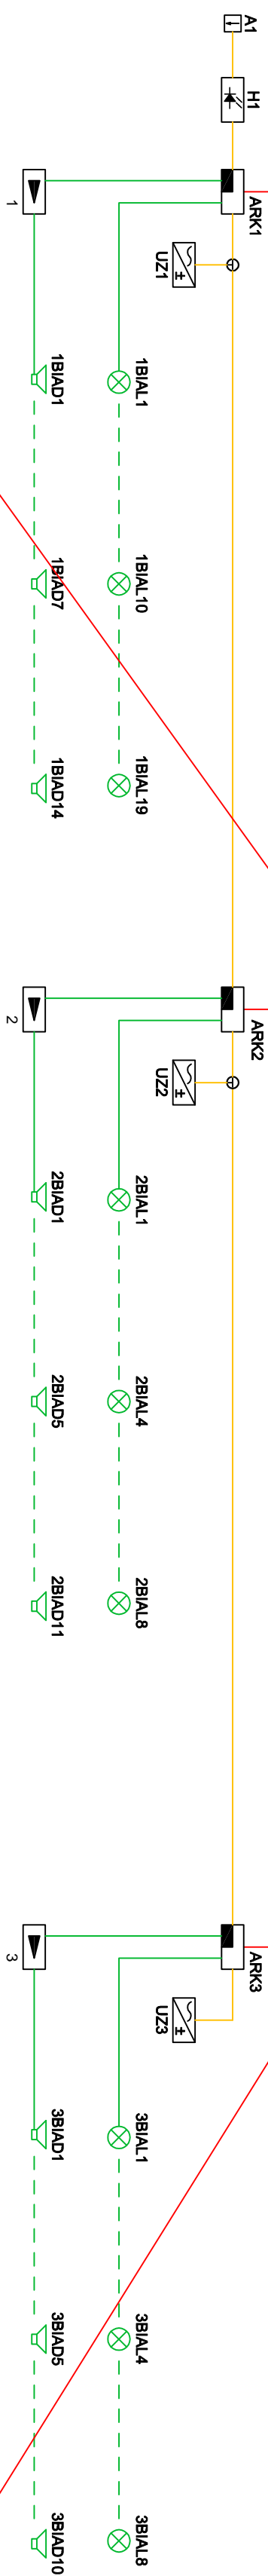 A1
H1
ARK1
UZ1
1BIAL1
1BIAL10
1BIAL19
1
1BIAD1
1BIAD7
1BIAD14
ARK2
UZ2
2BIAL1
2BIAL4
2BIAL8
2
2BIAD1
2BIAD5
2BIAD11
ARK3
UZ3
3BIAL1
3BIAL4
3BIAL8
3
3BIAD1
3BIAD5
3BIAD10